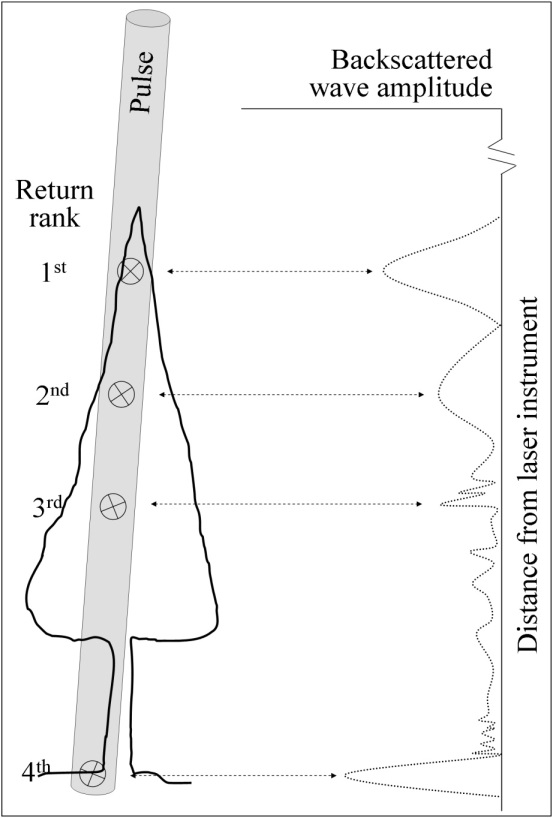 Pulse
Backscattered
wave amplitude
Return
rank
1st
2nd
3rd
4th
Distance from laser instrument